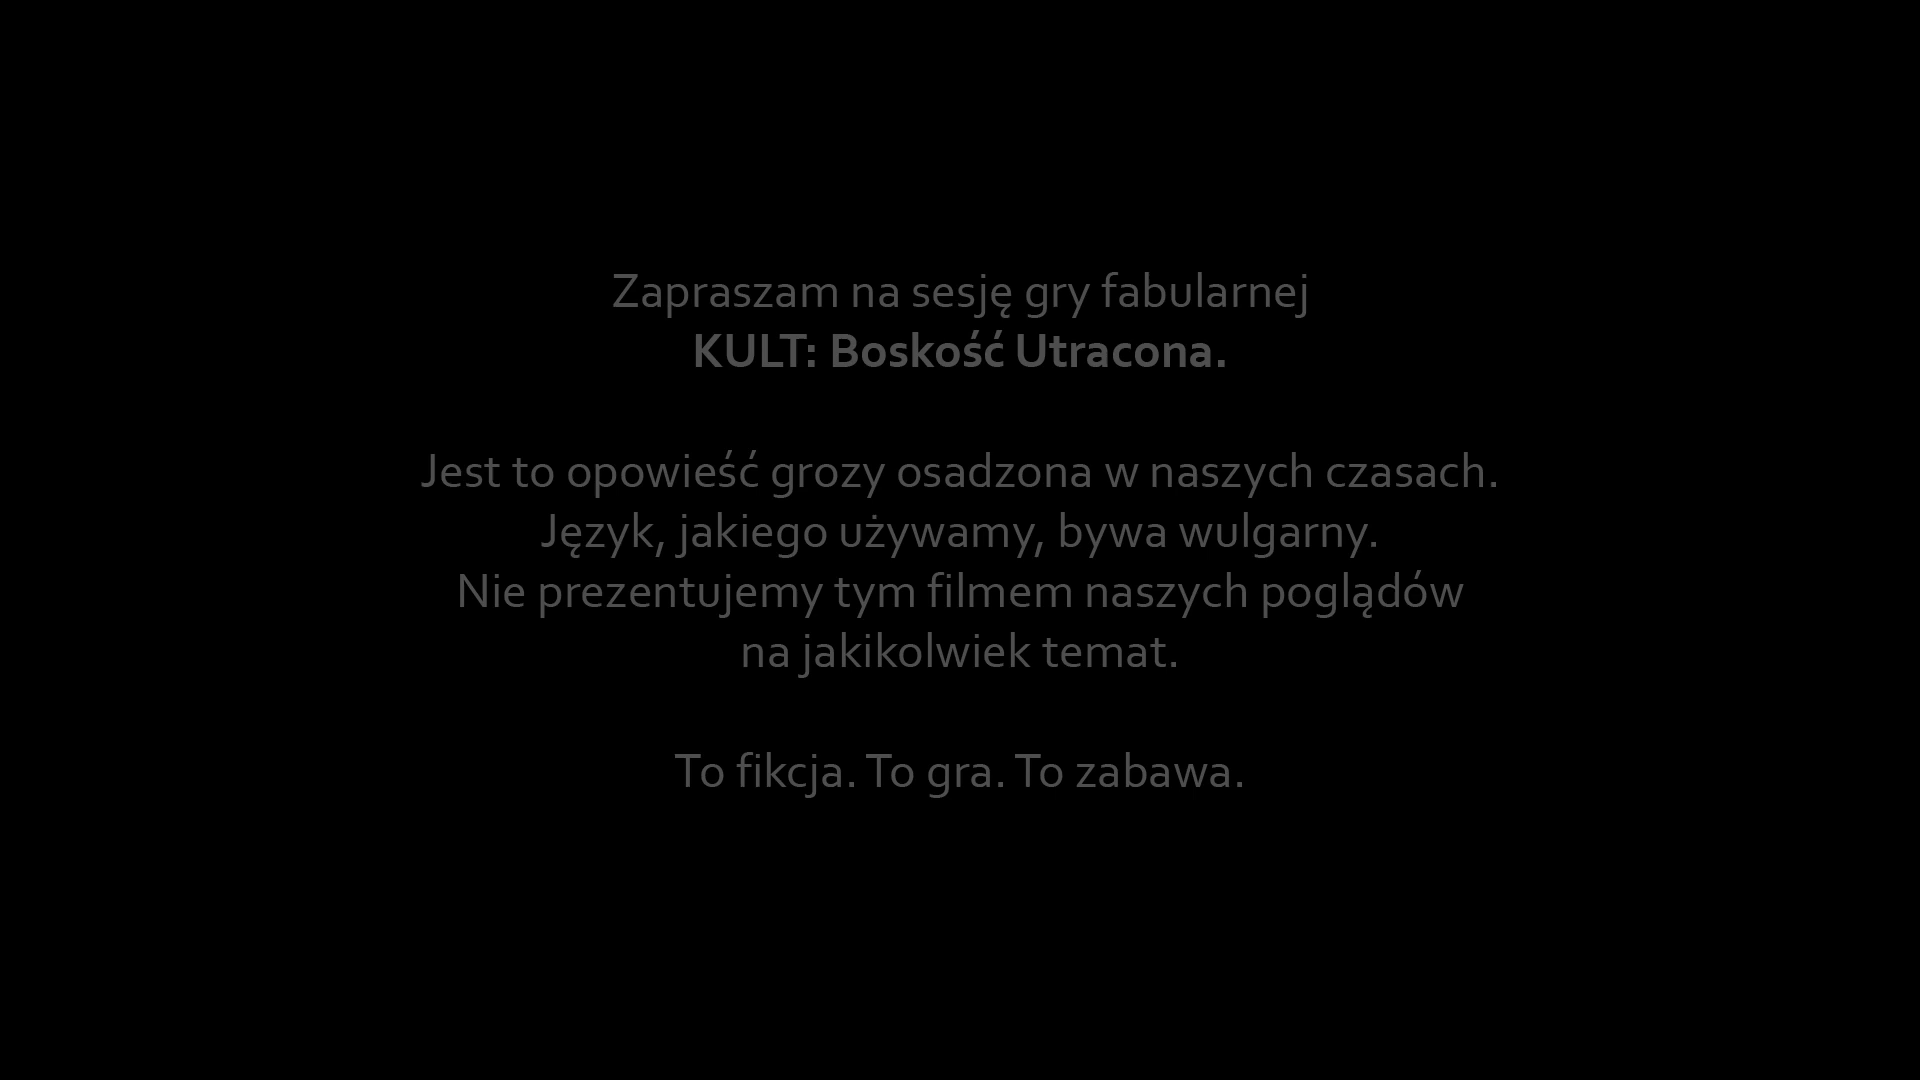 Zapraszam na sesję gry fabularnej
KULT: Boskość Utracona.
Jest to opowieść grozy osadzona w naszych czasach.
Język, jakiego używamy, bywa wulgarny.
Nie prezentujemy tym filmem naszych poglądów
na jakikolwiek temat.
To fikcja. To gra. To zabawa.